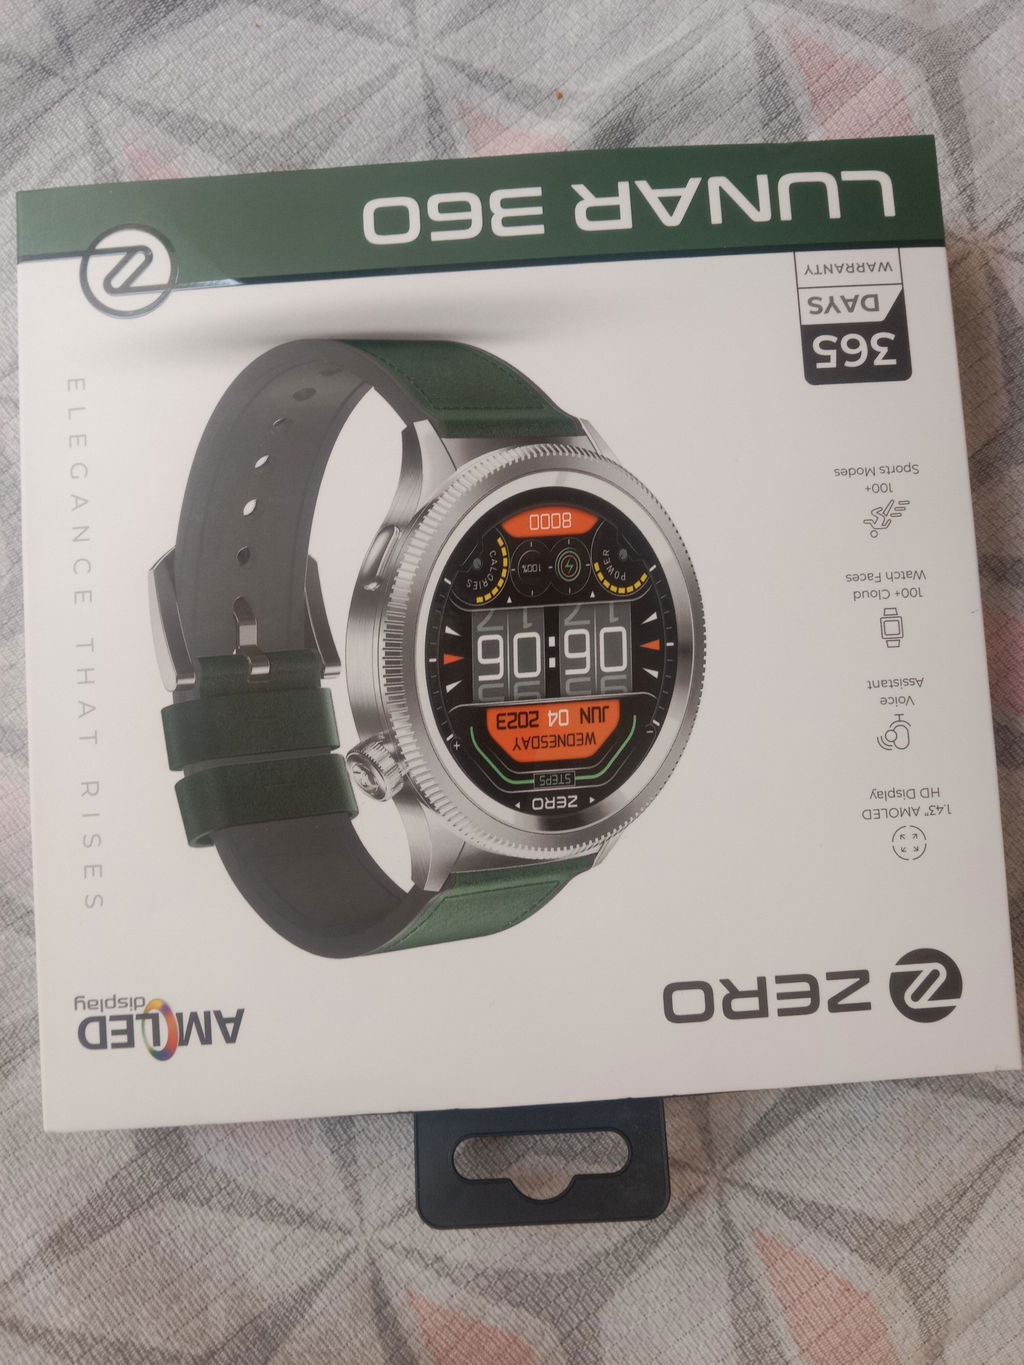 ZERO
AMOLED
display
1.43" AMOLED
HD Display
Voice
Assistant
100+ Cloud
Watch Faces
100+
Sports Modes
ZERO
STEPS
WEDNESDAY
JUN 04 2023
06:06
POWER
100%
CALORIES
8000
ELEGANCE THAT RISES
365
DAYS
WARRANTY
LUNAR 360